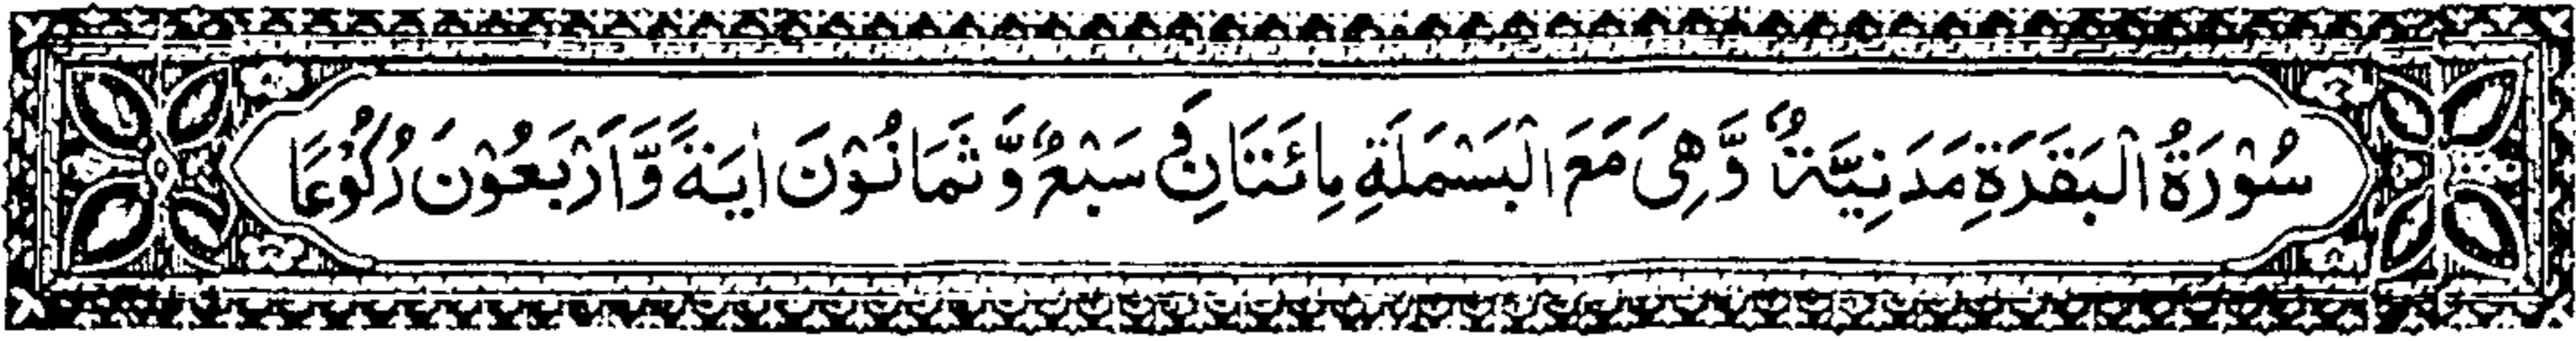 سُوْرَةُ الْبَقَرَةِ مَدَنِيَّةٌ وَّهِىَ مَعَ الْبَسْمَلَةِ مِائَتَانِ وَ سَبْعٌ وَّ ثَمَانُوْنَ اٰيَةً وَّ اَرْبَعُوْنَ رُكُوْعًا